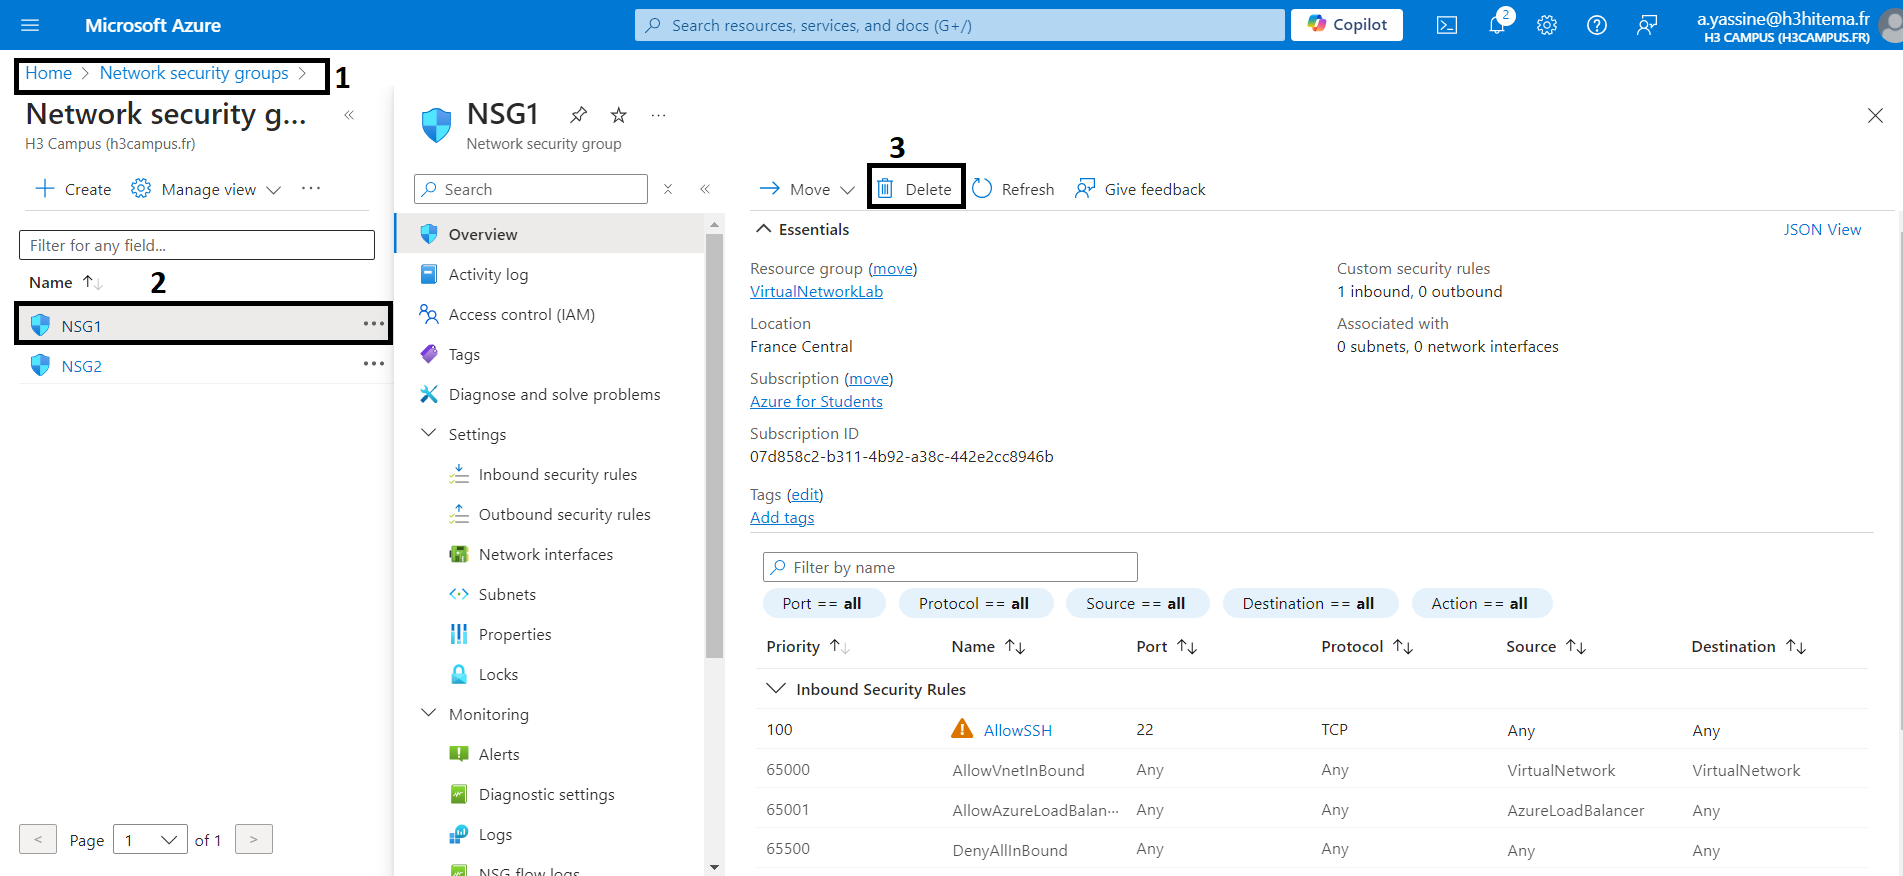 Microsoft Azure
Search resources, services, and docs (G+/)
Copilot
2
a.yassine@h3hitema.fr
H3 CAMPUS (H3CAMPUS.FR)
Home > Network security groups >
1
Network security g...
H3 Campus (h3campus.fr)
Create
Manage view
Filter for any field...
Name
2
NSG1
NSG2
< Page 1 of 1 >
NSG1
Network security group
Search
Overview
Activity log
Access control (IAM)
Tags
Diagnose and solve problems
Settings
Inbound security rules
Outbound security rules
Network interfaces
Subnets
Properties
Locks
Monitoring
Alerts
Diagnostic settings
Logs
NSG flow logs
3
Move
Delete
Refresh
Give feedback
Essentials
JSON View
Resource group (move)
VirtualNetworkLab
Location
France Central
Subscription (move)
Azure for Students
Subscription ID
07d858c2-b311-4b92-a38c-442e2cc8946b
Tags (edit)
Add tags
Custom security rules
1 inbound, 0 outbound
Associated with
0 subnets, 0 network interfaces
Filter by name
Port == all
Protocol == all
Source == all
Destination == all
Action == all
Priority Name Port Protocol Source Destination
Inbound Security Rules
100 AllowSSH 22 TCP Any Any
65000 AllowVnetInBound Any Any VirtualNetwork VirtualNetwork
65001 AllowAzureLoadBalan... Any Any AzureLoadBalancer Any
65500 DenyAllInBound Any Any Any Any